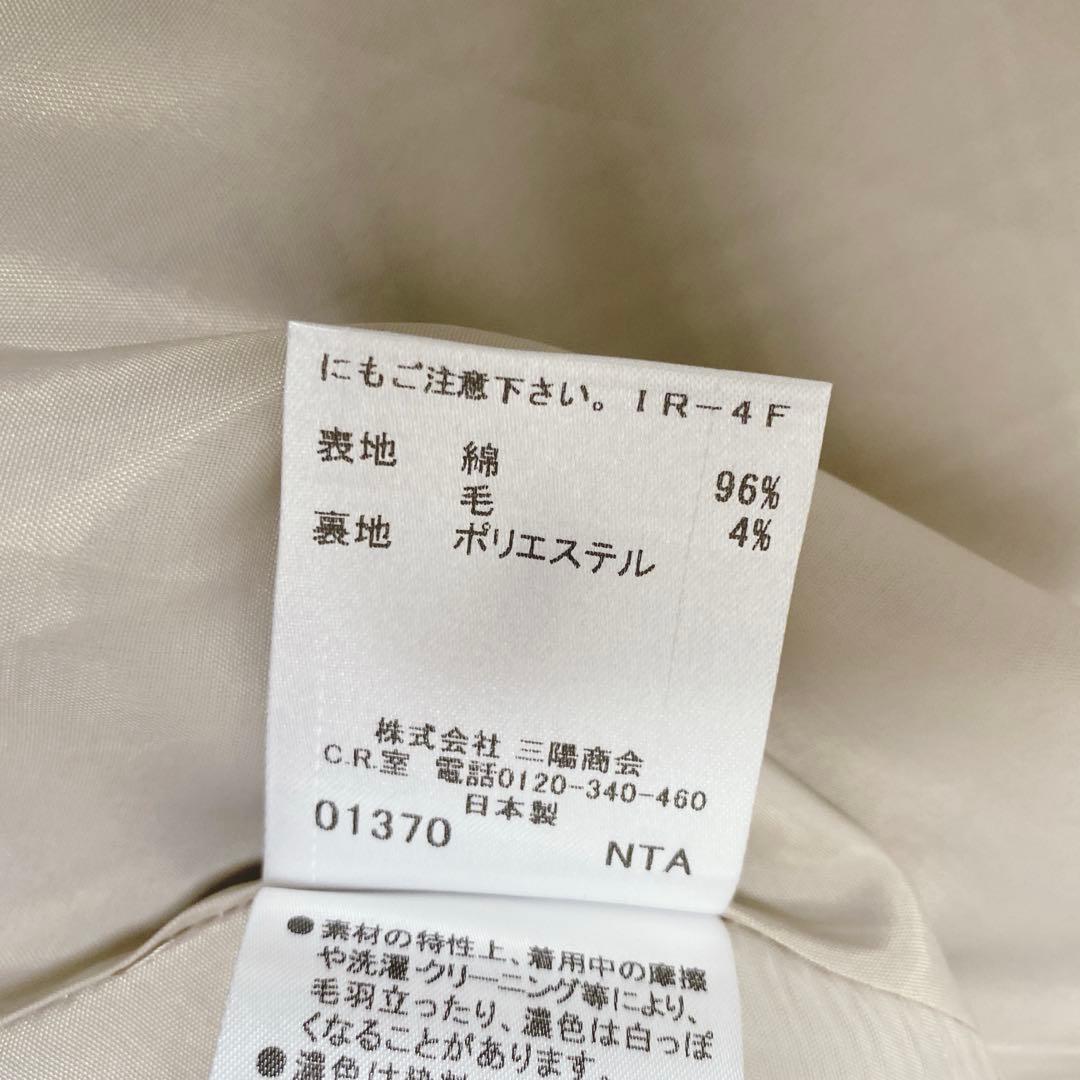 にもご注意下さい。IR-4F
表地 綿 96%
毛 4%
裏地 ポリエステル
株式会社 三陽商会
C.R.室 電話0120-340-460
日本製
01370 NTA
●素材の特性上、着用中の摩擦
や洗濯・クリーニング等により、
毛羽立ったり、濃色は白っぽ
くなることがあります。
●濃色は